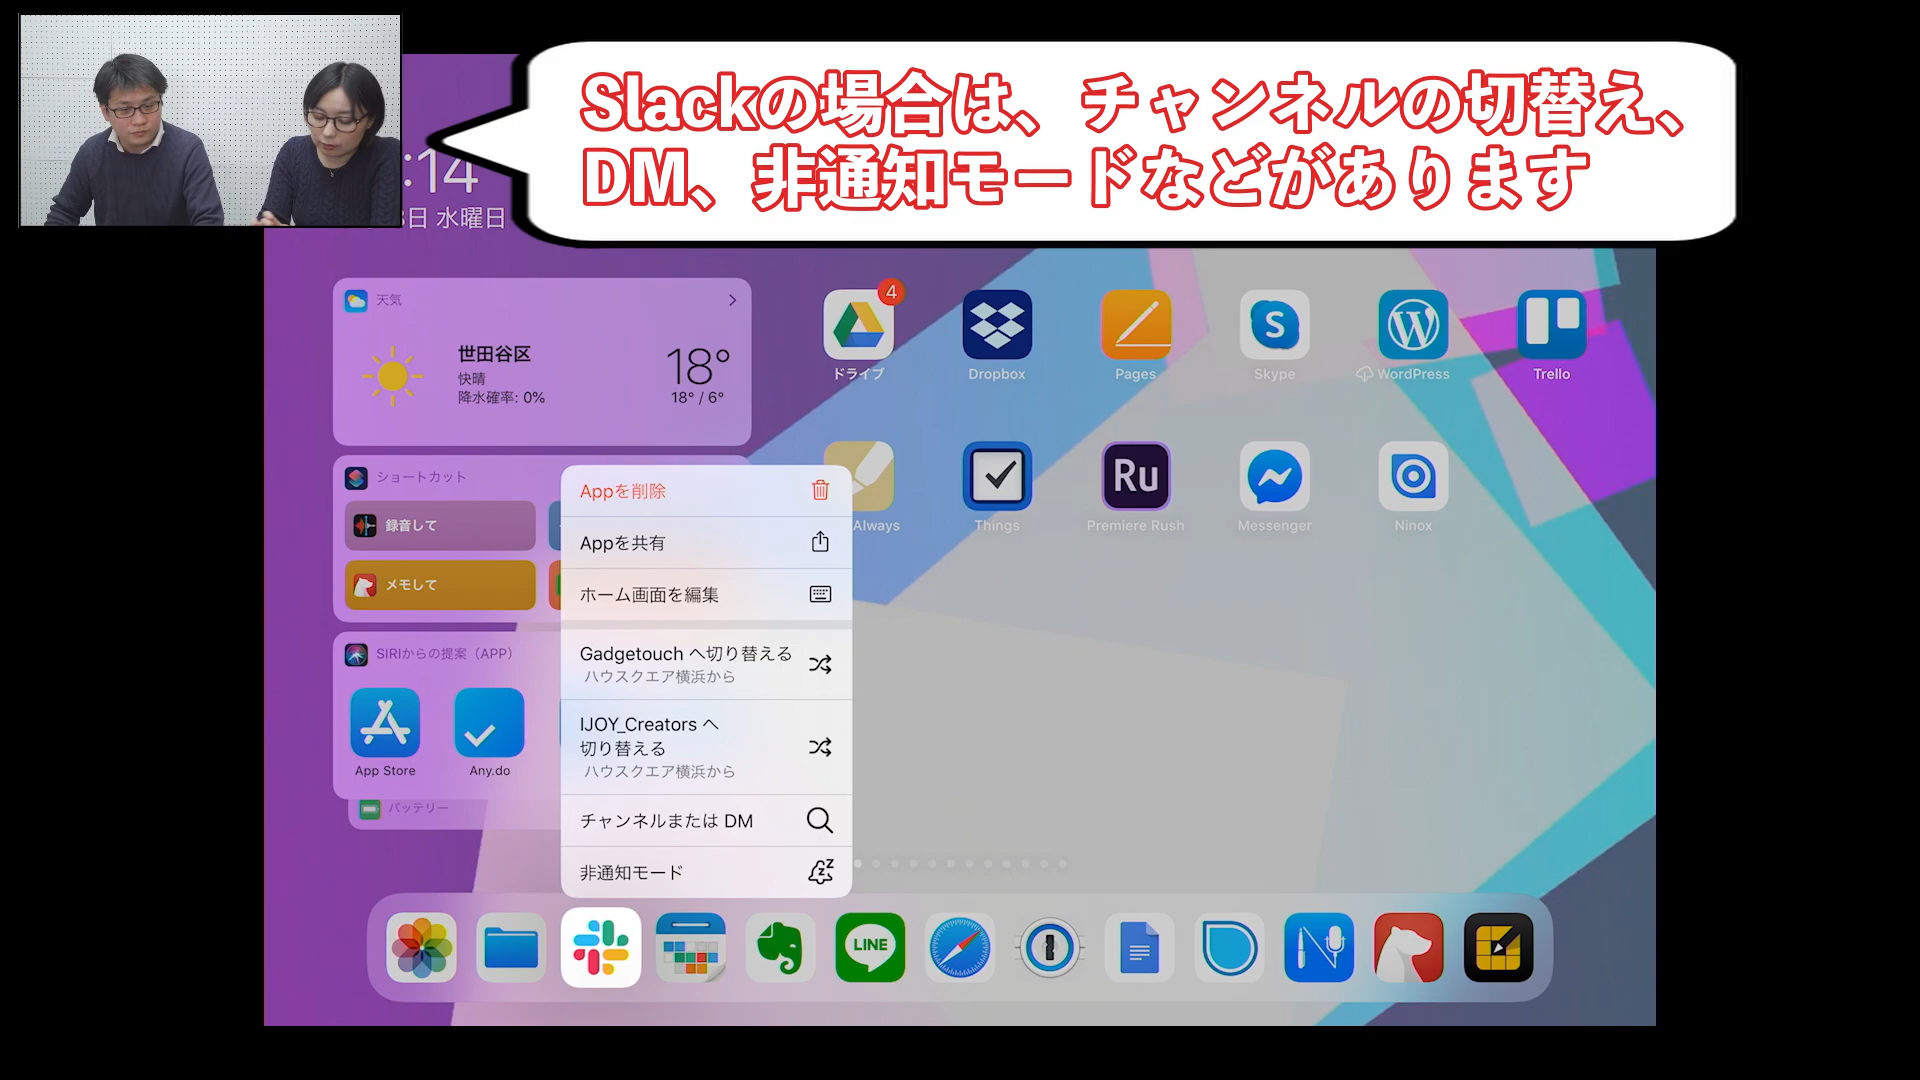 Slackの場合は、チャンネルの切替え、
DM、非通知モードなどがあります
:14
日 水曜日
天気
世田谷区
快晴
降水確率: 0%
18°
18° / 6°
4
ドライブ
Dropbox
Pages
Skype
WordPress
Trello
ショートカット
録音して
メモして
Always
Things
Ru
Premiere Rush
Messenger
Ninox
SIRIからの提案（APP）
App Store
Any.do
バッテリー
Appを削除
Appを共有
ホーム画面を編集
Gadgetouch へ切り替える
ハウスクエア横浜から
IJOY_Creators へ
切り替える
ハウスクエア横浜から
チャンネルまたは DM
非通知モード
LINE